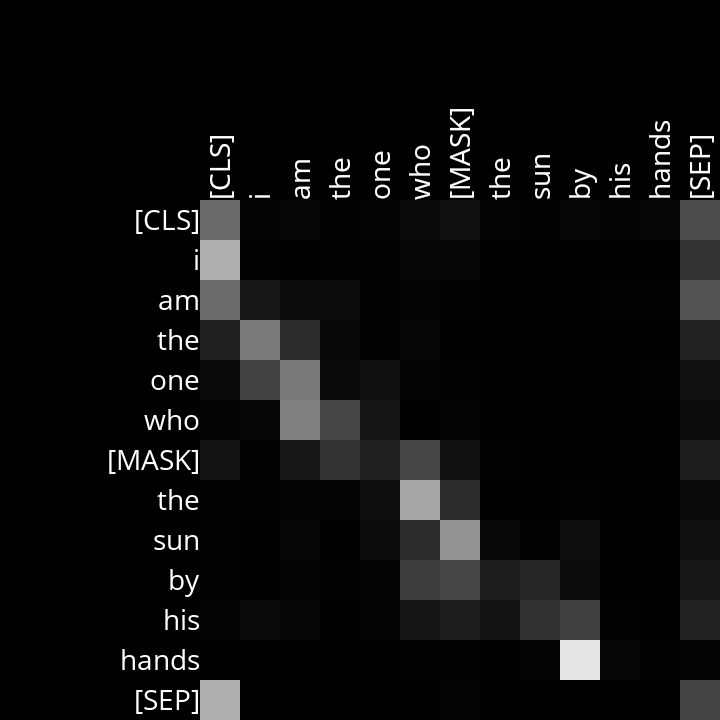 [CLS] i am the one who [MASK] the sun by his hands [SEP]
[CLS]
i
am
the
one
who
[MASK]
the
sun
by
his
hands
[SEP]